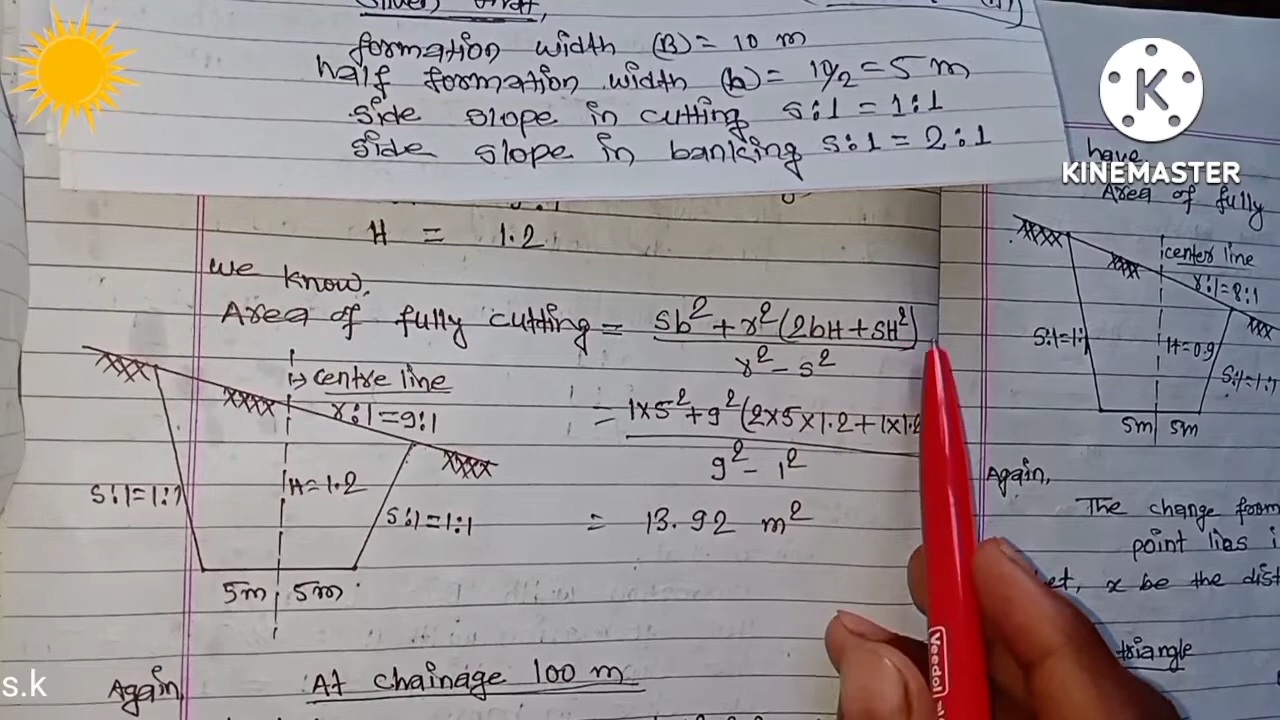 formation width (B) = 10 m
half formation width (b) = 10/2 = 5 m
side slope in cutting s:1 = 1:1
side slope in banking s:1 = 2:1
K
KINEMASTER
H = 1.2
We know,
Area of fully cutting = sb² + r²(2bH + sH²)
r² - s²
centre line
r:1 = 9:1
H = 1.2
s:1 = 1:1
s:1 = 1:1
5m 5m
= 1×5² + 9²(2×5×1.2 + 1×1.2
9² - 1²
= 13.92 m²
Again, At chainage 100 m
s.k
have
Area of fully
center line
r:1 = 8:1
s:1 = 1:1
H = 0.9
s:1 = 1:1
5m 5m
Again,
The change from
point lies
x be the dist
triangle
Veedol